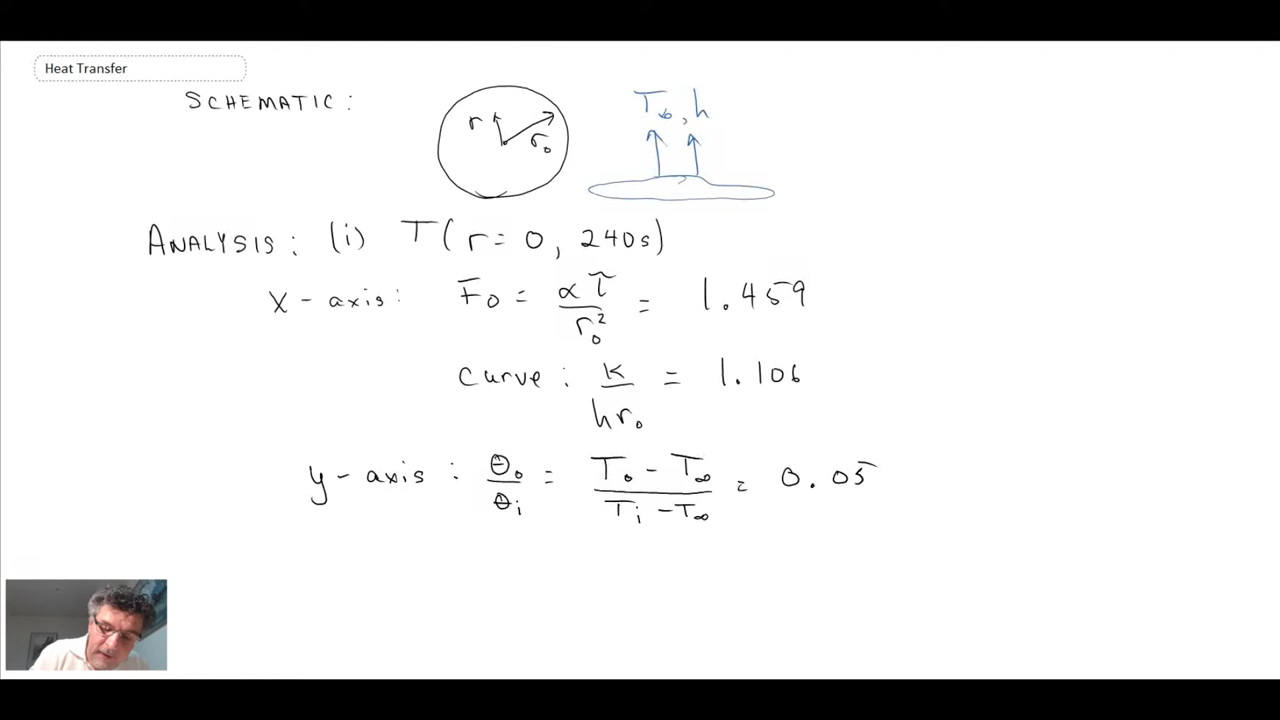 Heat Transfer
SCHEMATIC:
r r₀ T∞, h
ANALYSIS: (i) T(r = 0, 240s)
x-axis: Fo = ατ/r₀² = 1.459
curve: k/hr₀ = 1.106
y-axis: θ₀/θᵢ = T₀ - T∞/Tᵢ - T∞ = 0.05